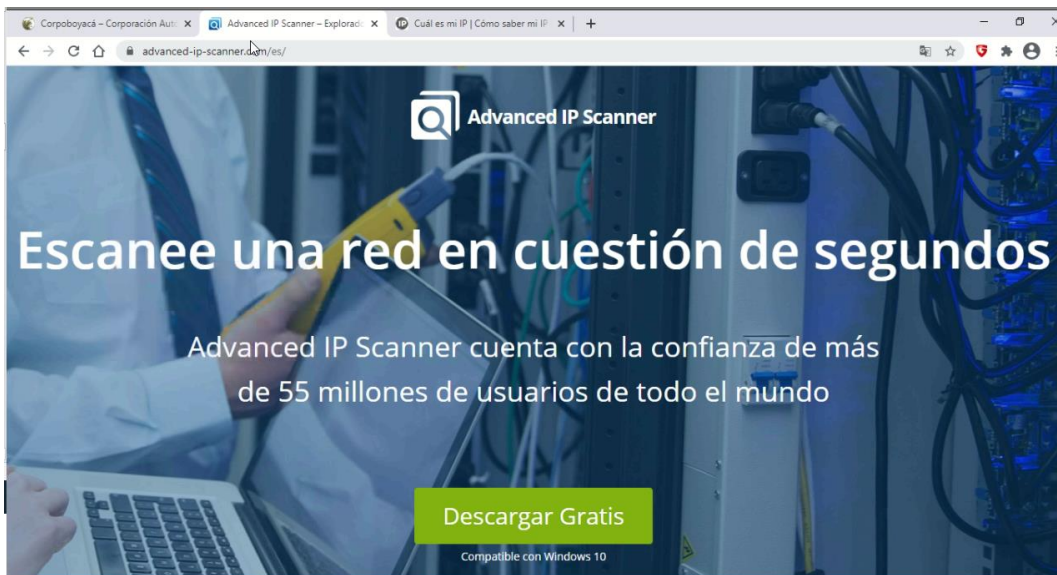 Corpoboyacá – Corporación Autó
Advanced IP Scanner – Explorado
Cuál es mi IP | Cómo saber mi IP
advanced-ip-scanner.com/es/
Advanced IP Scanner
Escanee una red en cuestión de segundos
Advanced IP Scanner cuenta con la confianza de más
de 55 millones de usuarios de todo el mundo
Descargar Gratis
Compatible con Windows 10